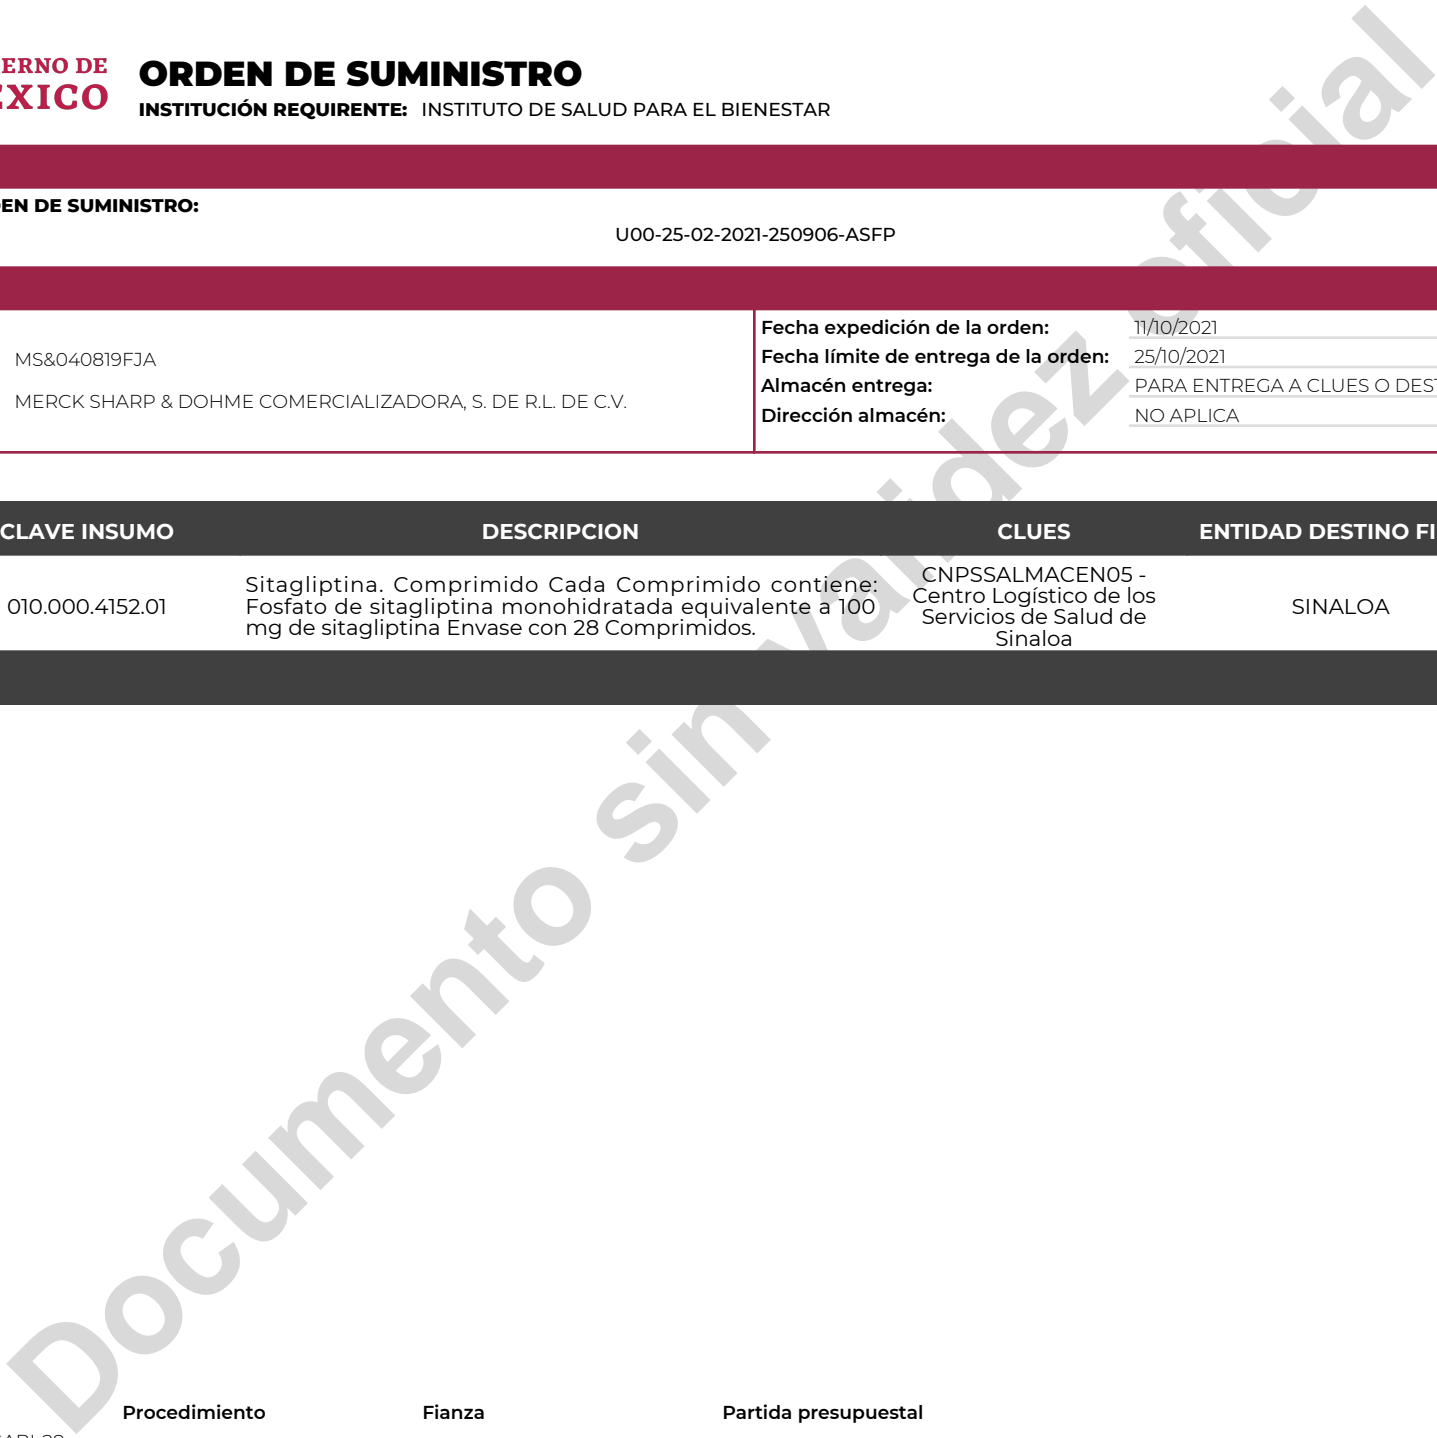 ERNO DE
EXICO
ORDEN DE SUMINISTRO
INSTITUCIÓN REQUIRENTE: INSTITUTO DE SALUD PARA EL BIENESTAR
EN DE SUMINISTRO:
U00-25-02-2021-250906-ASFP
MS&040819FJA
MERCK SHARP & DOHME COMERCIALIZADORA, S. DE R.L. DE C.V.
Fecha expedición de la orden: 11/10/2021
Fecha límite de entrega de la orden: 25/10/2021
Almacén entrega: PARA ENTREGA A CLUES O DEST
Dirección almacén: NO APLICA
CLAVE INSUMO DESCRIPCION CLUES ENTIDAD DESTINO FI
010.000.4152.01
Sitagliptina. Comprimido Cada Comprimido contiene:
Fosfato de sitagliptina monohidratada equivalente a 100
mg de sitagliptina Envase con 28 Comprimidos.
CNPSSALMACEN05 -
Centro Logístico de los
Servicios de Salud de
Sinaloa
SINALOA
Documento sin validez oficial
Procedimiento Fianza Partida presupuestal